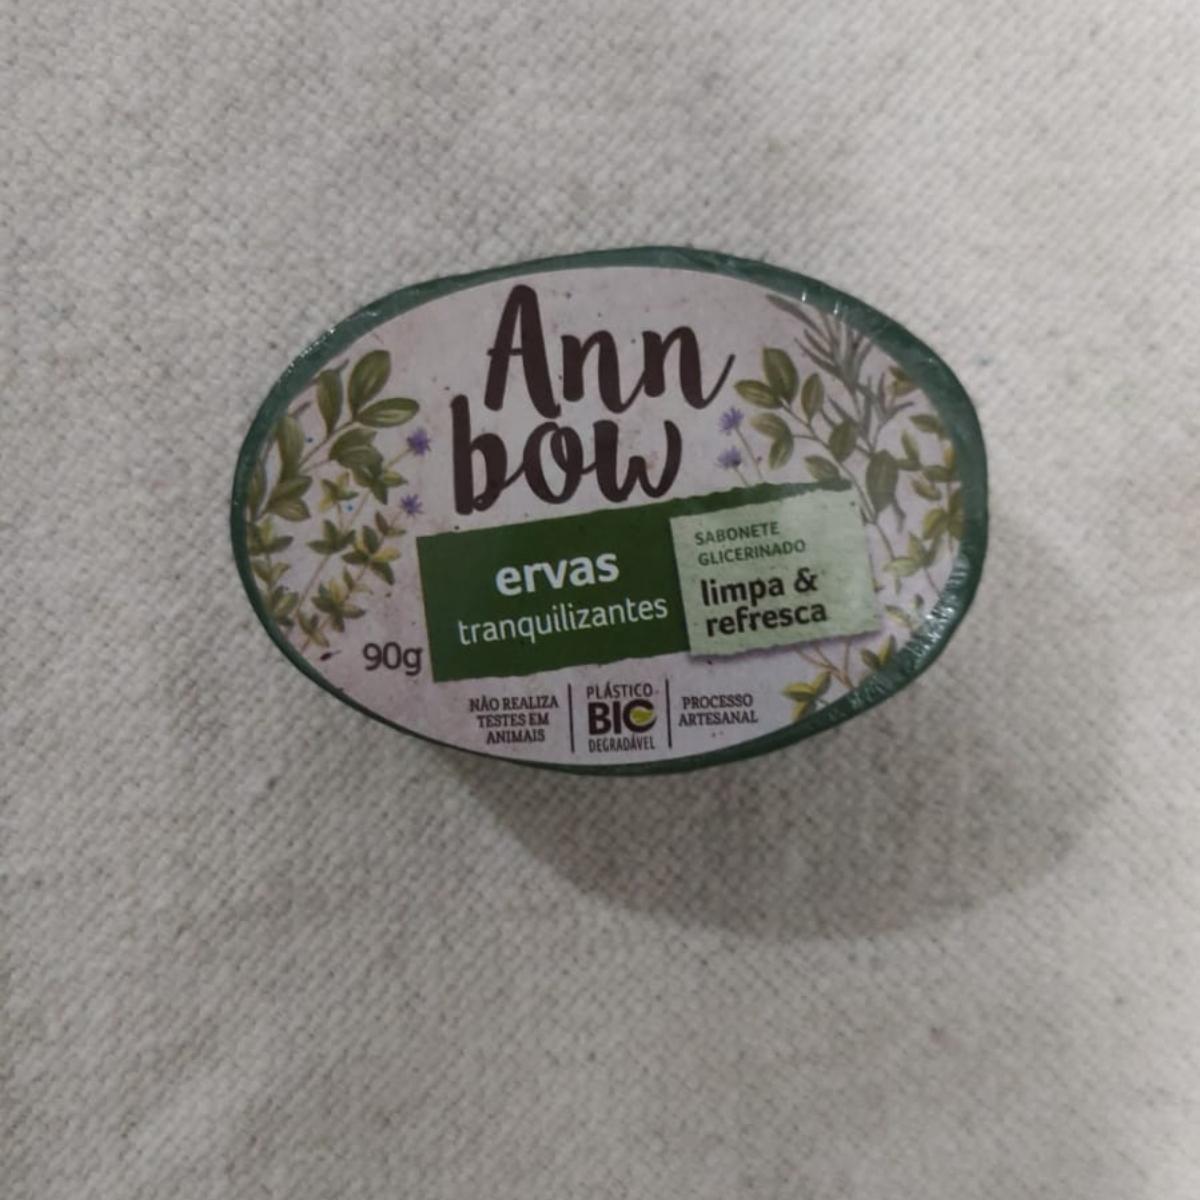 Ann
bow
ervas
tranquilizantes
SABONETE
GLICERINADO
limpa &
refresca
90g
NÃO REALIZA
TESTES EM
ANIMAIS
PLÁSTICO
BIO
DEGRADÁVEL
PROCESSO
ARTESANAL